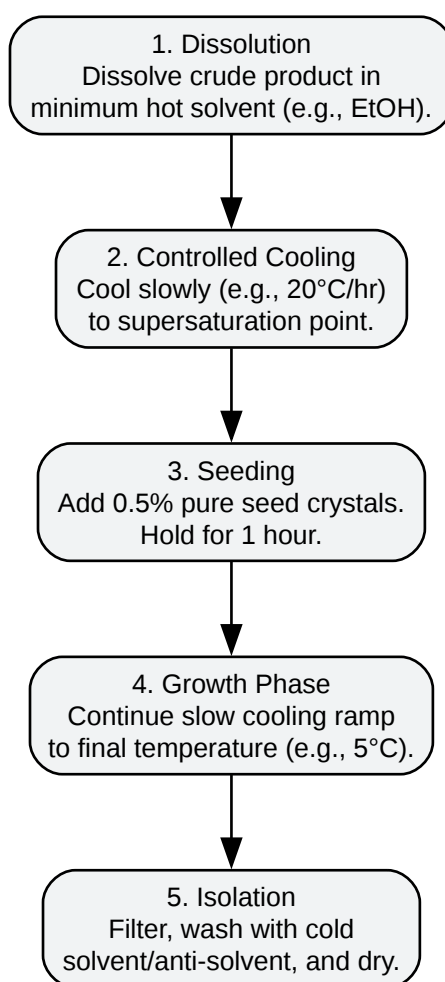 1. Dissolution
Dissolve crude product in
minimum hot solvent (e.g., EtOH).
2. Controlled Cooling
Cool slowly (e.g., 20°C/hr)
to supersaturation point.
3. Seeding
Add 0.5% pure seed crystals.
Hold for 1 hour.
4. Growth Phase
Continue slow cooling ramp
to final temperature (e.g., 5°C).
5. Isolation
Filter, wash with cold
solvent/anti-solvent, and dry.